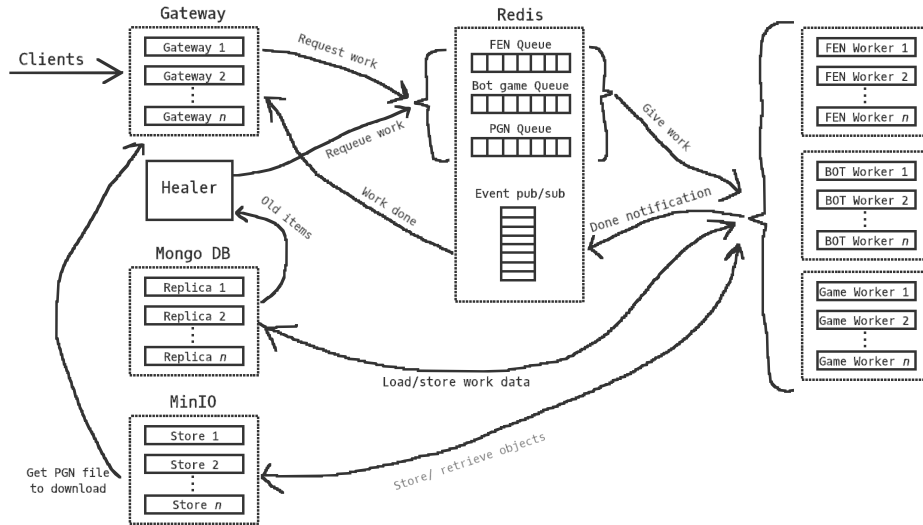 Gateway
Redis
Clients
Gateway 1
Gateway 2
Gateway n
Request work
Requeue work
Healer
Old items
Work done
FEN Queue
Bot game Queue
PGN Queue
Event pub/sub
Give work
Done notification
FEN Worker 1
FEN Worker 2
FEN Worker n
BOT Worker 1
BOT Worker 2
BOT Worker n
Game Worker 1
Game Worker 2
Game Worker n
Mongo DB
Replica 1
Replica 2
Replica n
Load/store work data
MinIO
Store 1
Store 2
Store n
Store/ retrieve objects
Get PGN file
to download